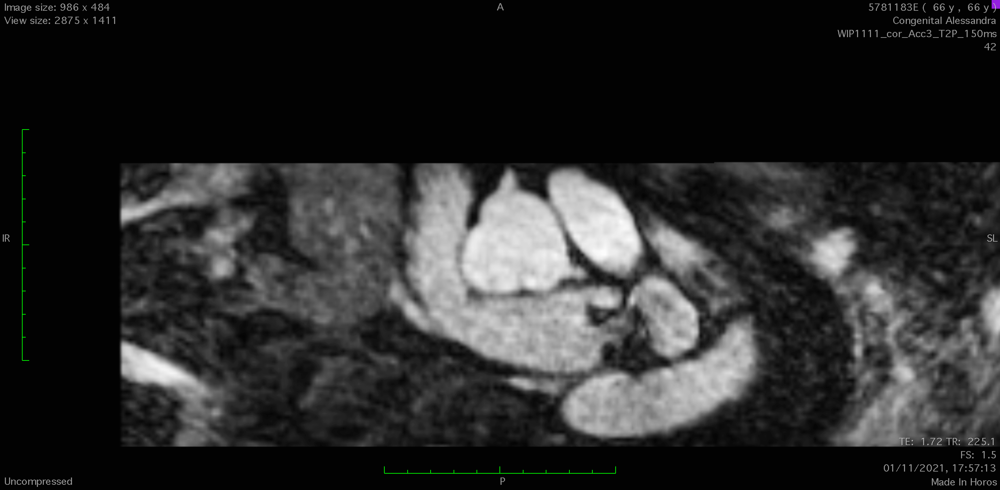 Image size: 986 x 484
View size: 2875 x 1411
A
5781183E ( 66 y , 66 y )
Congenital Alessandra
WIP1111_cor_Acc3_T2P_150ms
42
IR
SL
TE: 1.72 TR: 225.1
FS: 1.5
01/11/2021, 17:57:13
Made In Horos
Uncompressed
P